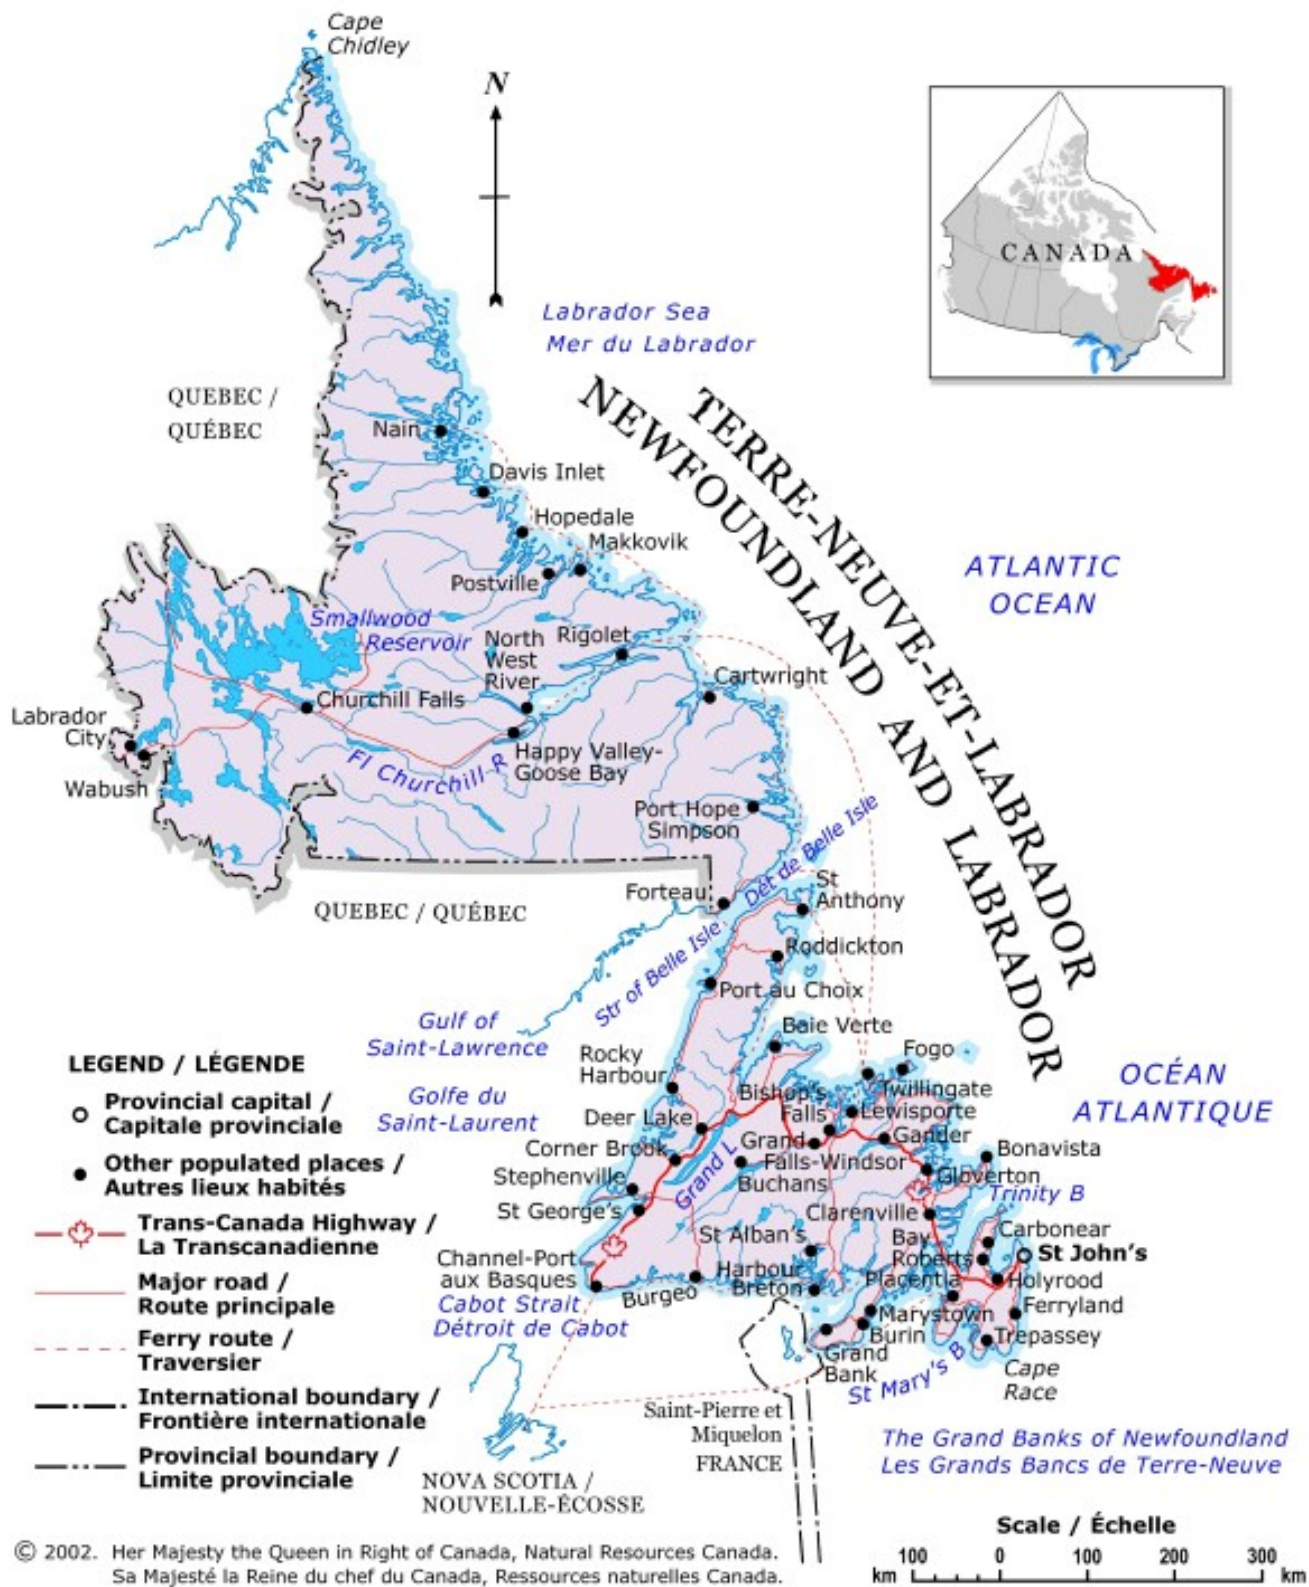 Cape
Chidley
N
CANADA
Labrador Sea
Mer du Labrador
QUEBEC /
QUÉBEC
TERRE-NEUVE-ET-LABRADOR
NEWFOUNDLAND AND LABRADOR
Nain
Davis Inlet
Hopedale
Makkovik
Postville
ATLANTIC
OCEAN
Smallwood
Reservoir
North
West
River
Rigolet
Cartwright
Churchill Falls
Labrador
City
Wabush
Fl Churchill R
Happy Valley-
Goose Bay
Port Hope
Simpson
Dét de Belle Isle
Forteau
St
Anthony
QUEBEC / QUÉBEC
Str of Belle Isle
Roddickton
Port au Choix
Gulf of
Saint-Lawrence
Golfe du
Saint-Laurent
Baie Verte
Rocky
Harbour
Fogo
Twillingate
Bishop's
Falls
Lewisporte
Deer Lake
Grand
Falls-Windsor
Gander
OCÉAN
ATLANTIQUE
Corner Brook
Grand L
Buchans
Gloverton
Bonavista
Stephenville
Trinity B
St George's
Clarenville
St Alban's
Bay
Roberts
Carbonear
St John's
Channel-Port
aux Basques
Burgeo
Harbour
Breton
Placentia
Holyrood
Cabot Strait
Détroit de Cabot
Marystown
Burin
Ferryland
Trepassey
Grand
Bank
St Mary's B
Cape
Race
Saint-Pierre et
Miquelon
FRANCE
The Grand Banks of Newfoundland
Les Grands Bancs de Terre-Neuve
NOVA SCOTIA /
NOUVELLE-ÉCOSSE
LEGEND / LÉGENDE
Provincial capital /
Capitale provinciale
Other populated places /
Autres lieux habités
Trans-Canada Highway /
La Transcanadienne
Major road /
Route principale
Ferry route /
Traversier
International boundary /
Frontière internationale
Provincial boundary /
Limite provinciale
Scale / Échelle
100 0 100 200 300
km km
© 2002. Her Majesty the Queen in Right of Canada, Natural Resources Canada.
Sa Majesté la Reine du chef du Canada, Ressources naturelles Canada.